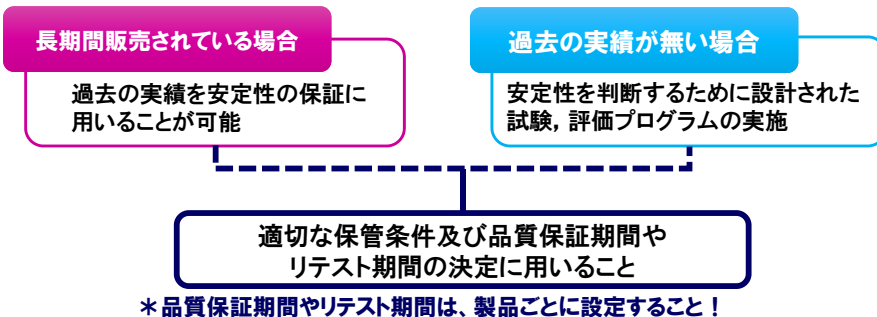 長期間販売されている場合
過去の実績を安定性の保証に
用いることが可能
過去の実績が無い場合
安定性を判断するために設計された
試験，評価プログラムの実施
適切な保管条件及び品質保証期間や
リテスト期間の決定に用いること
＊品質保証期間やリテスト期間は、製品ごとに設定すること！